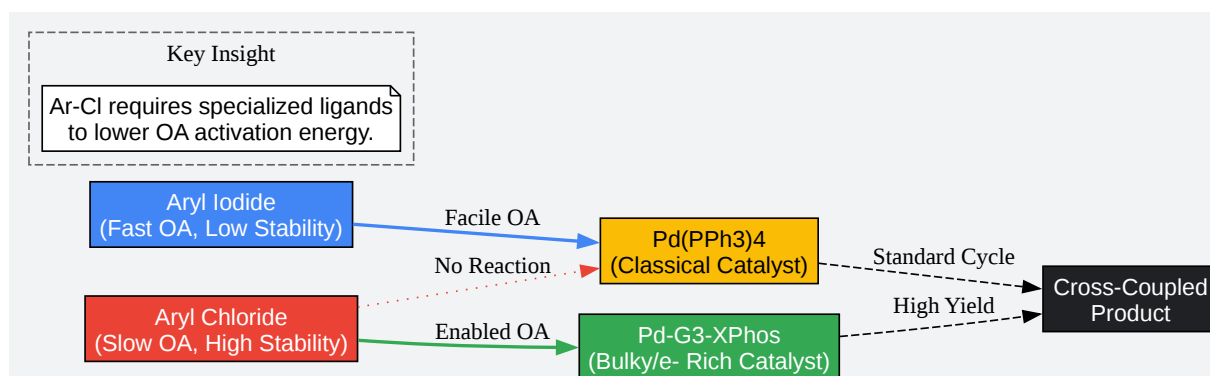 Key Insight
Ar-Cl requires specialized ligands
to lower OA activation energy.
Aryl Iodide
(Fast OA, Low Stability)
Facile OA
No Reaction
Pd(PPh3)4
(Classical Catalyst)
Standard Cycle
Aryl Chloride
(Slow OA, High Stability)
Enabled OA
Pd-G3-XPhos
(Bulky/e- Rich Catalyst)
High Yield
Cross-Coupled
Product